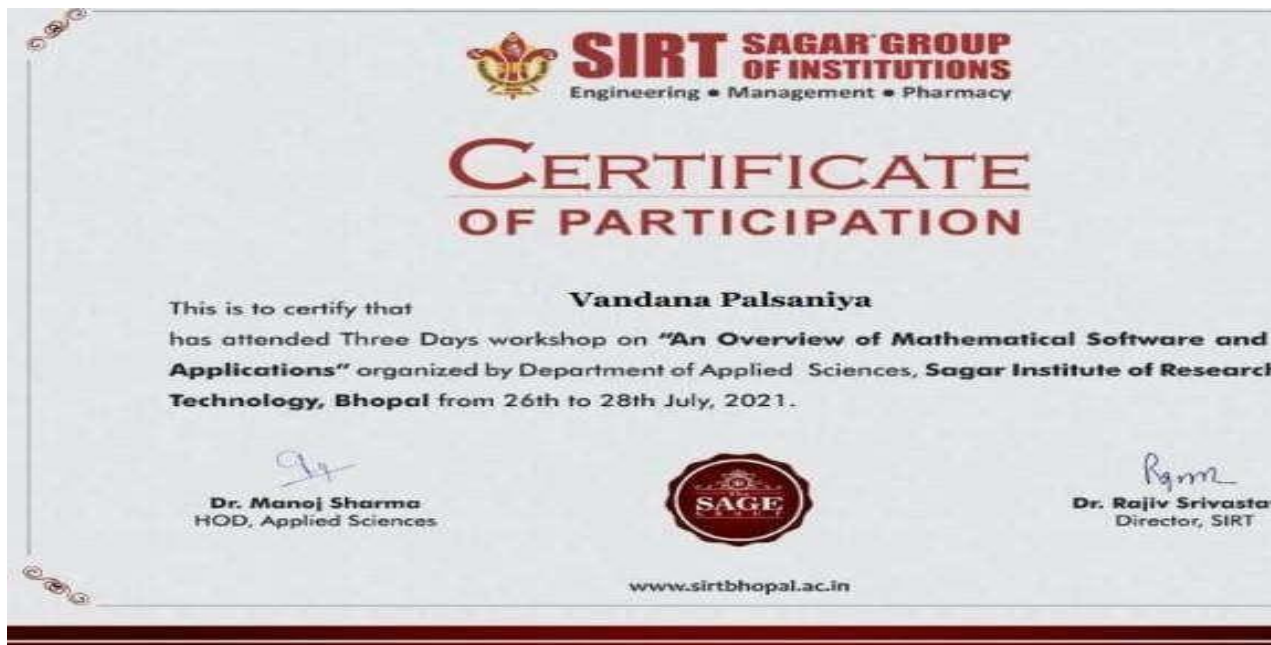 SIRT SAGAR GROUP
OF INSTITUTIONS
Engineering • Management • Pharmacy
CERTIFICATE
OF PARTICIPATION
This is to certify that Vandana Palsaniya
has attended Three Days workshop on "An Overview of Mathematical Software and
Applications" organized by Department of Applied Sciences, Sagar Institute of Research
Technology, Bhopal from 26th to 28th July, 2021.
Dr. Manoj Sharma
HOD, Applied Sciences
SAGE
Dr. Rajiv Srivasta
Director, SIRT
www.sirtbhopal.ac.in